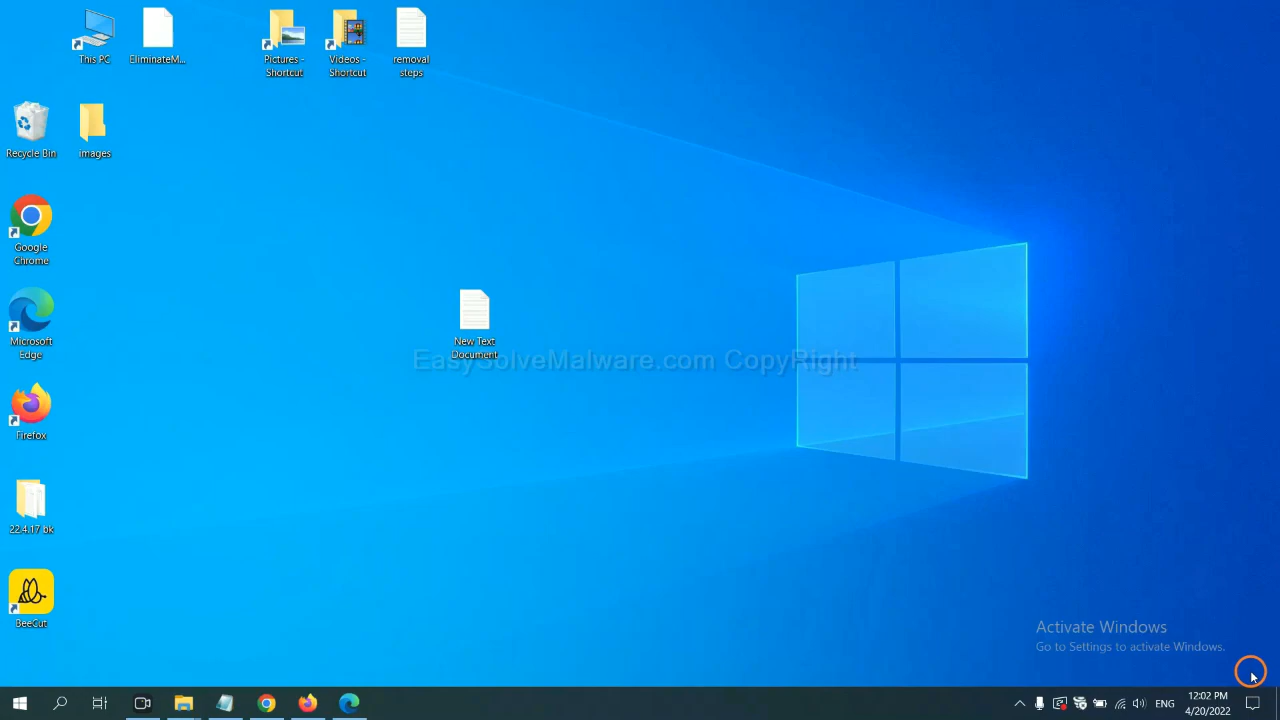 This PC
EliminateM...
Pictures -
Shortcut
Videos -
Shortcut
removal
steps
Recycle Bin
images
Google
Chrome
Microsoft
Edge
New Text
Document
EasySolveMalware.com CopyRight
Firefox
22.4.17 bk
BeeCut
Activate Windows
Go to Settings to activate Windows.
ENG
12:02 PM
4/20/2022